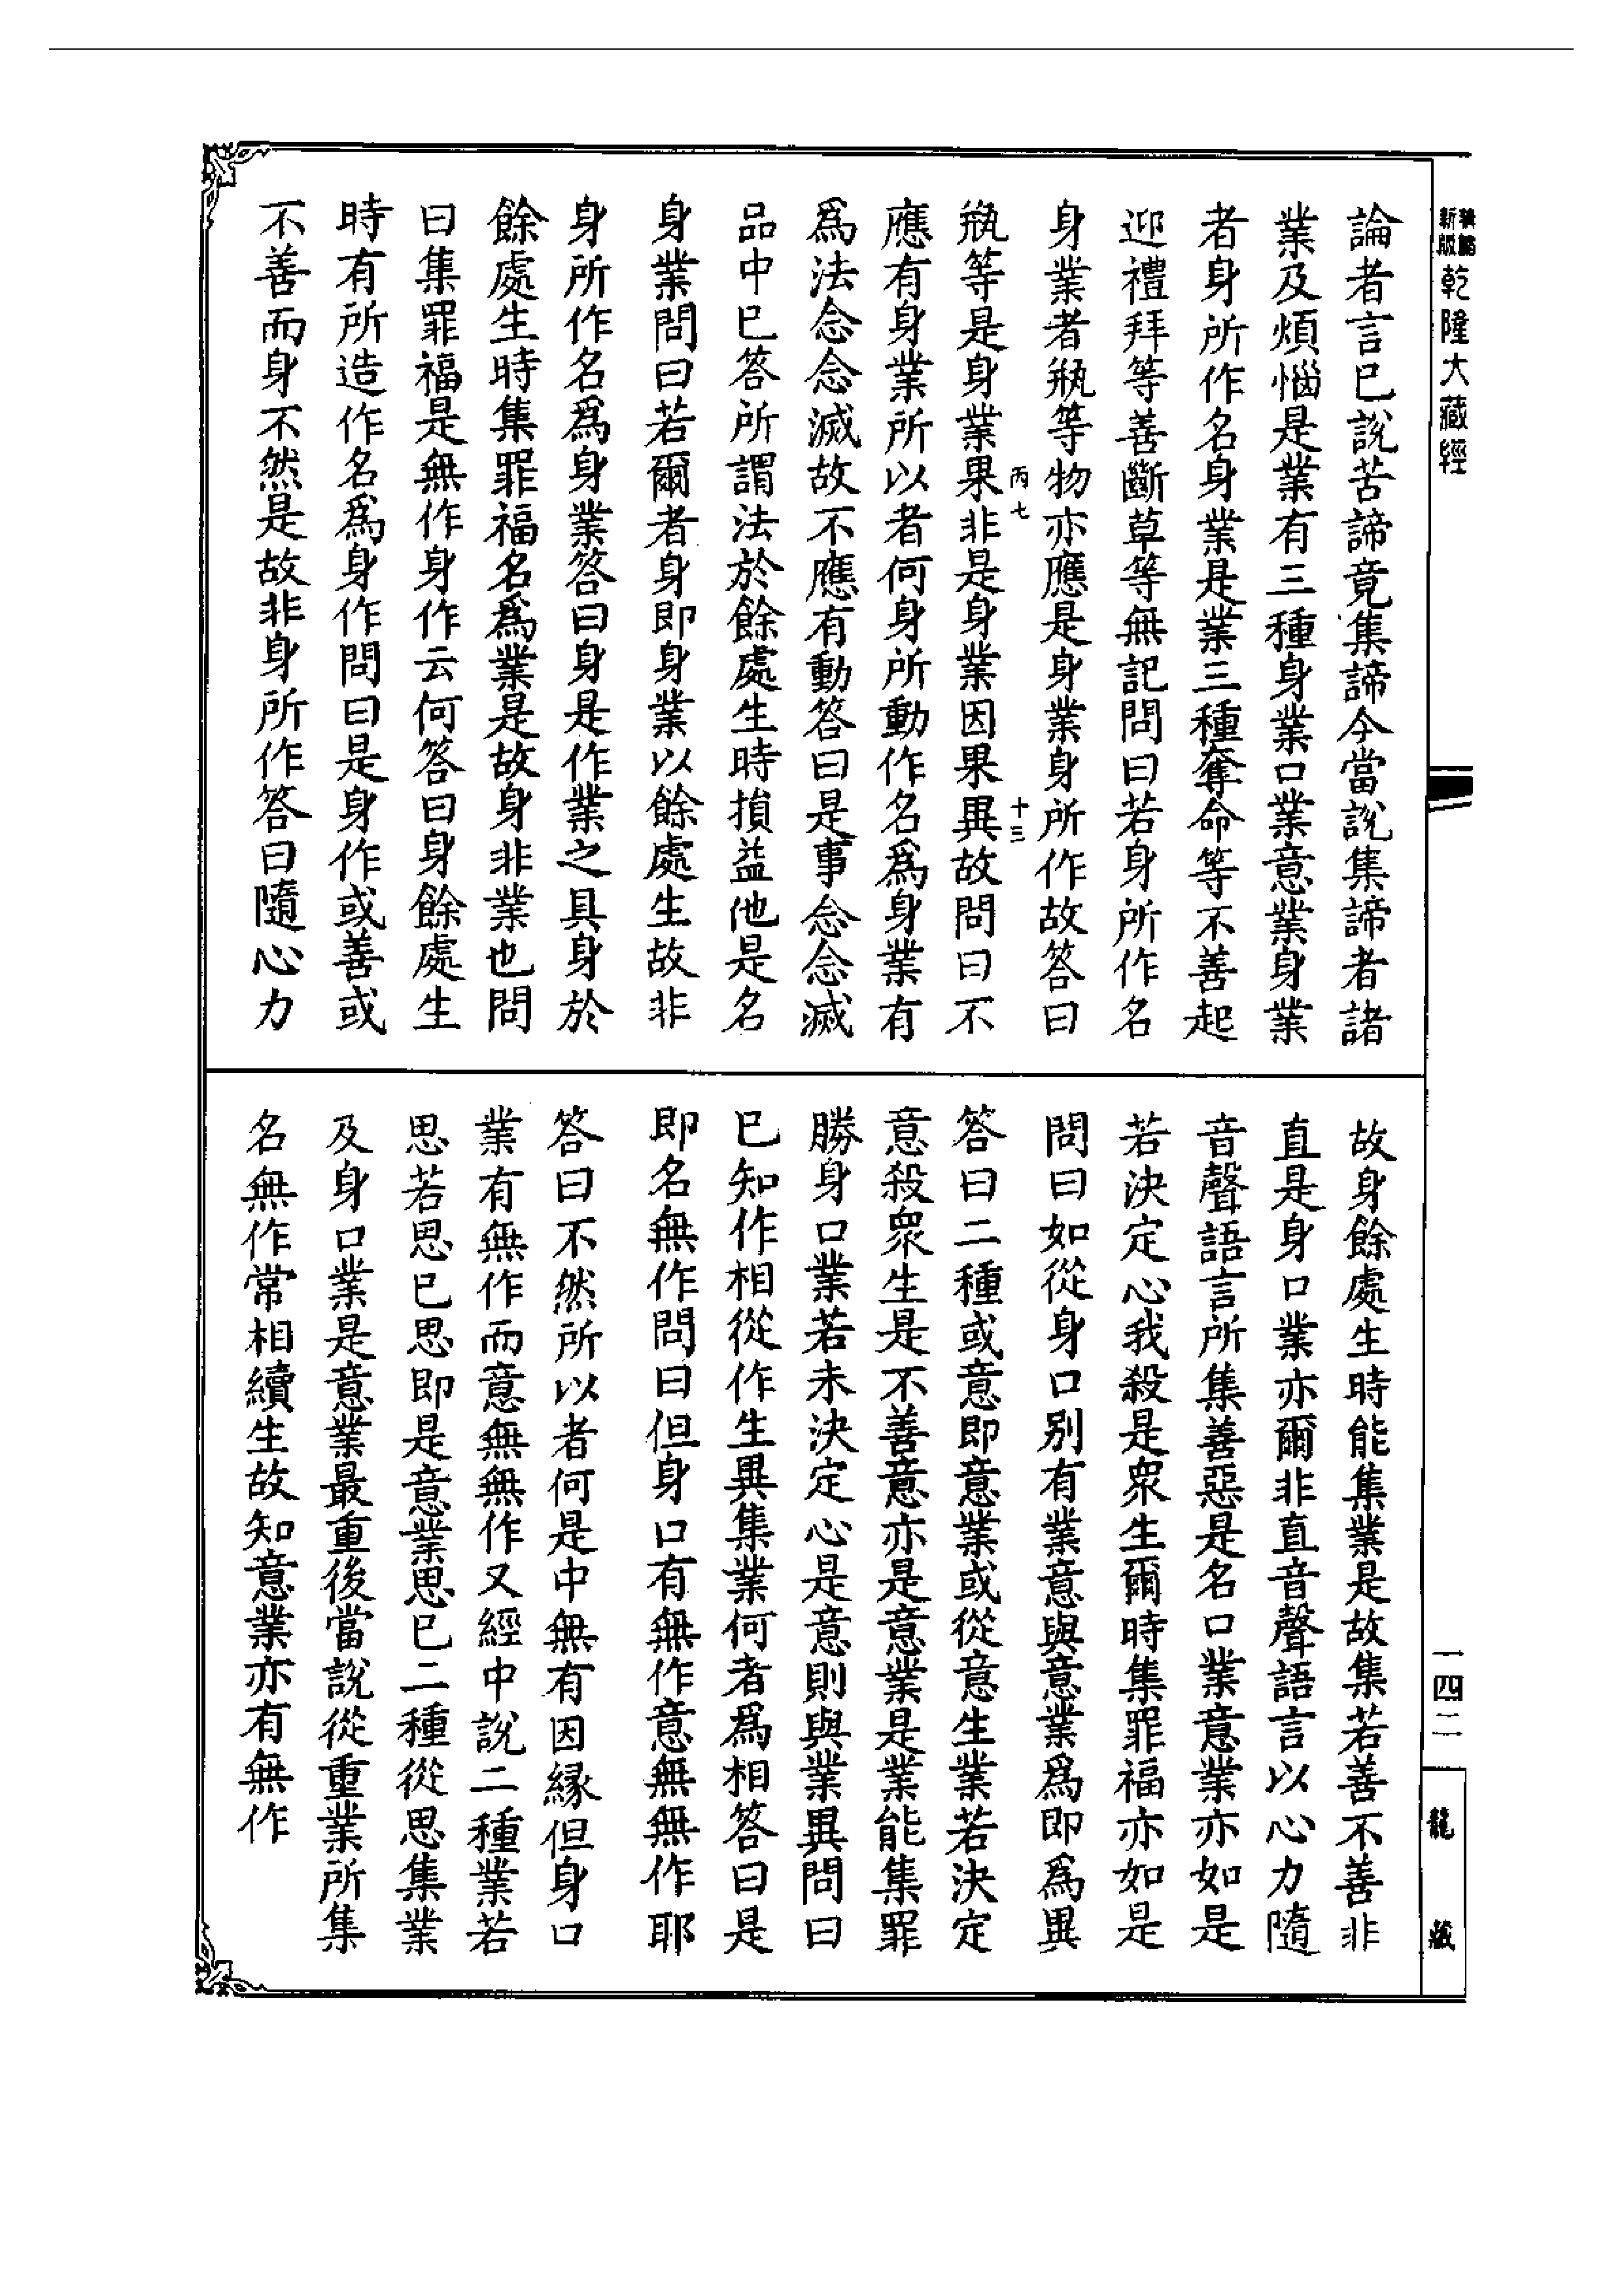 新版
乾隆大藏經
論者言已說苦諦竟集諦今當說集諦者諸
業及煩惱是業有三種身業口業意業身業
者身所作名身業是業三種奪命等不善起
迎禮拜等善斷草等無記問曰若身所作名
身業者瓶等物亦應是身業身所作故答曰
丙七
十三
瓶等是身業果非是身業因果異故問曰不
應有身業所以者何身所動作名為身業有
為法念念滅故不應有動答曰是事念念滅
品中已答所謂法於餘處生時損益他是名
身業問曰若爾者身即身業以餘處生故非
身所作名為身業答曰身是作業之具身於
餘處生時集罪福名為業是故身非業也問
曰集罪福是無作身作云何答曰身餘處生
時有所造作名為身作問曰是身作或善或
不善而身不然是故非身所作答曰隨心力
故身餘處生時能集業是故集若善不善非
直是身口業亦爾非直音聲語言以心力隨
音聲語言所集善惡是名口業意業亦如是
若決定心我殺是眾生爾時集罪福亦如是
問曰如從身口別有業意與意業為即為異
答曰二種或意即意業或從意生業若決定
意殺眾生是不善意亦是意業是業能集罪
勝身口業若未決定心是意則與業異問曰
已知作相從作生異集業何者為相答曰是
即名無作問曰但身口有無作意無無作耶
答曰不然所以者何是中無有因緣但身口
業有無作而意無無作又經中說二種業若
思若思已思即是意業思已二種從思集業
及身口業是意業最重後當說從重業所集
名無作常相續生故知意業亦有無作
一四二
龍藏